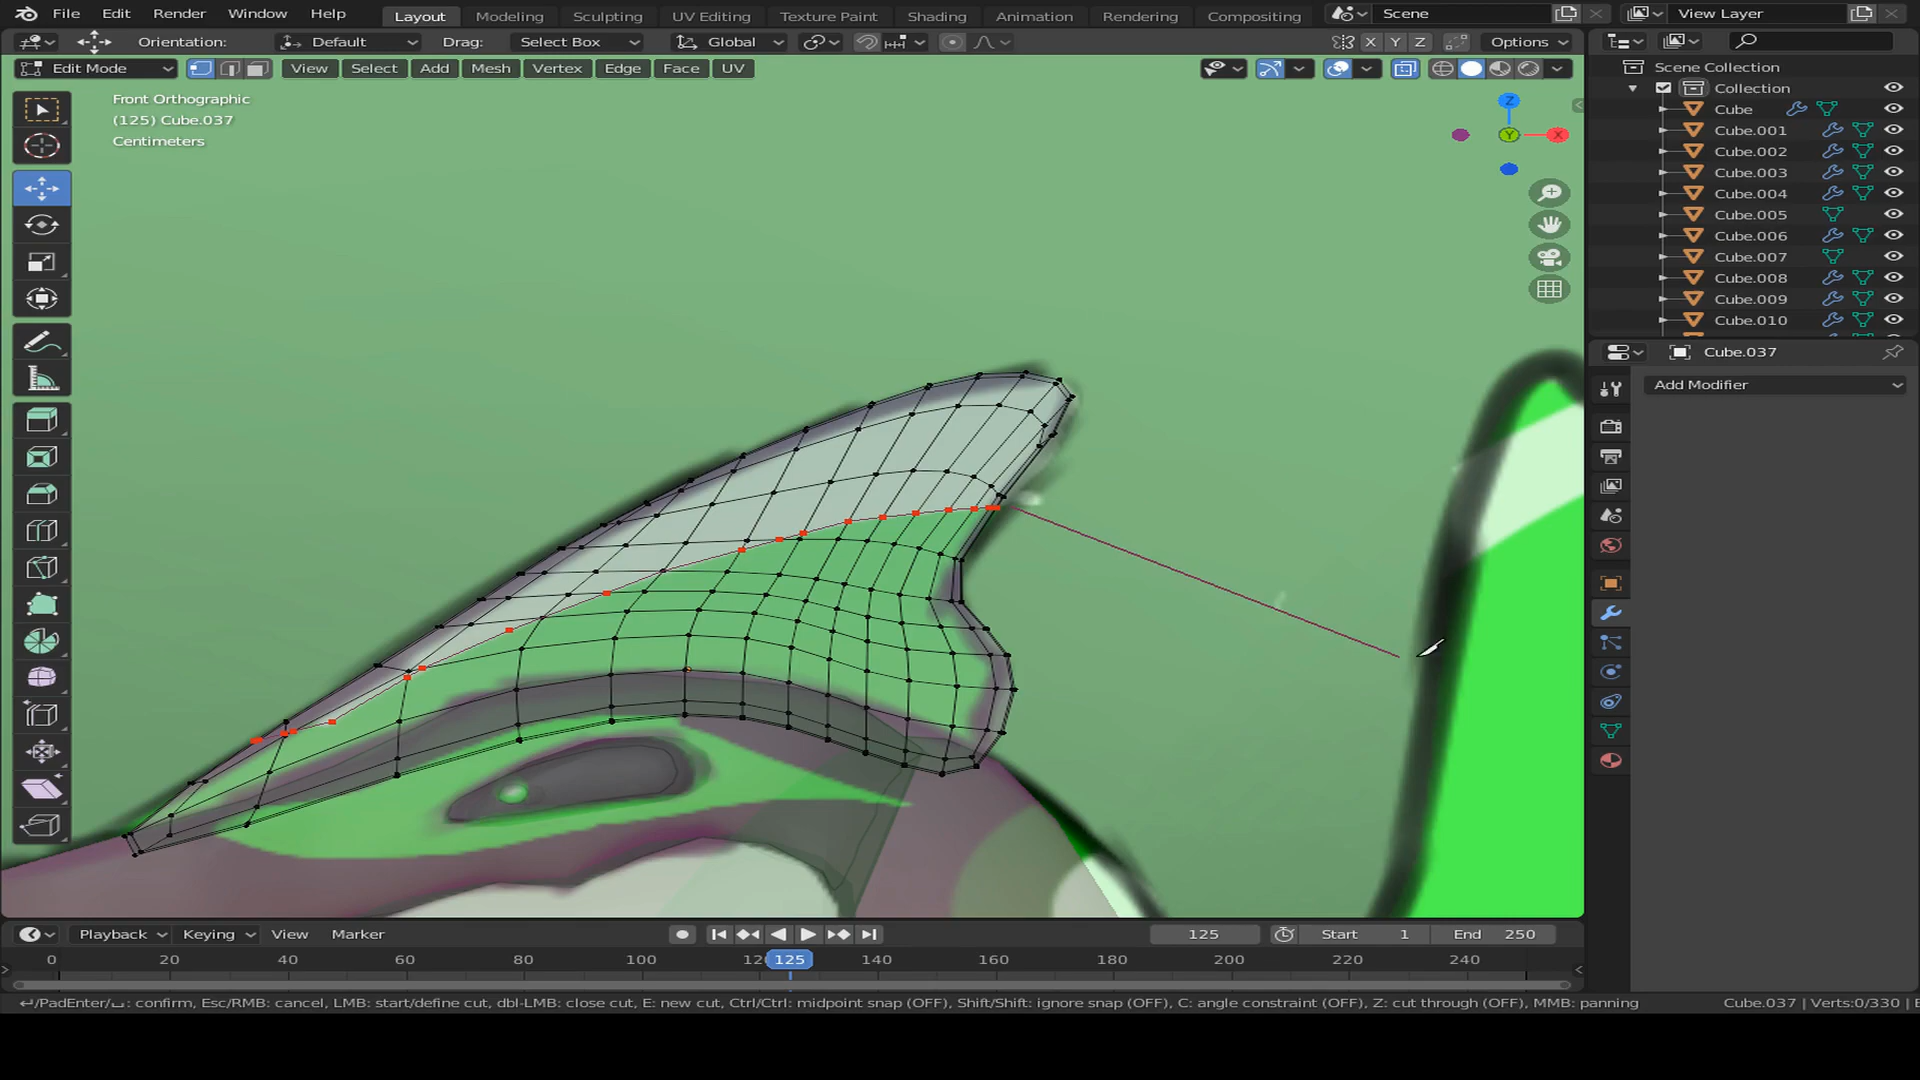 File Edit Render Window Help Layout Modeling Sculpting UV Editing Texture Paint Shading Animation Rendering Compositing Scene View Layer
Orientation: Default Drag: Select Box Global X Y Z Options
Edit Mode View Select Add Mesh Vertex Edge Face UV
Front Orthographic
(125) Cube.037
Centimeters
Z
Y
X
Scene Collection
Collection
Cube
Cube.001
Cube.002
Cube.003
Cube.004
Cube.005
Cube.006
Cube.007
Cube.008
Cube.009
Cube.010
Cube.037
Add Modifier
Playback Keying View Marker 125 Start 1 End 250
0 20 40 60 80 100 125 140 160 180 200 220 240
/PadEnter/: confirm, Esc/RMB: cancel, LMB: start/define cut, dbl-LMB: close cut, E: new cut, Ctrl/Ctrl: midpoint snap (OFF), Shift/Shift: ignore snap (OFF), C: angle constraint (OFF), Z: cut through (OFF), MMB: panning Cube.037 | Verts:0/330 |